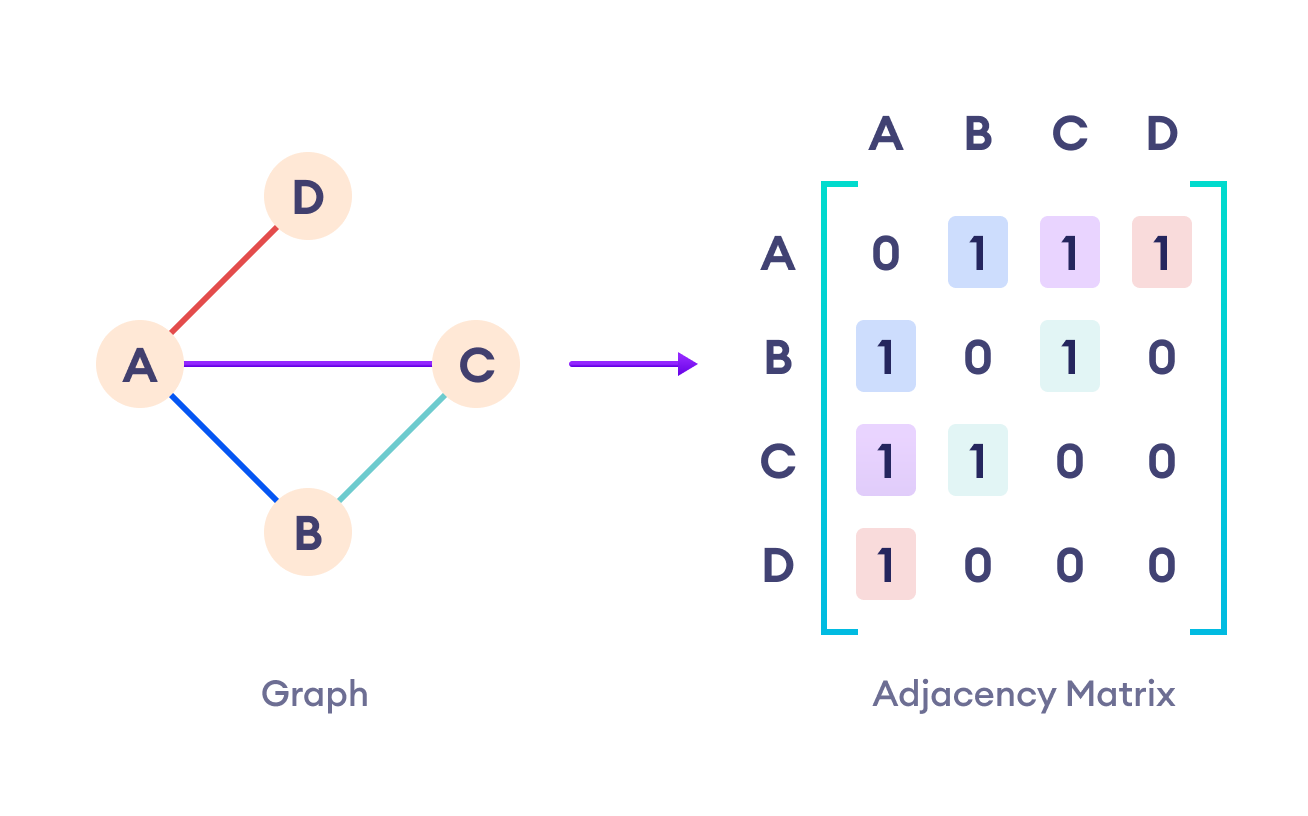 A B C D
D
A 0 1 1 1
A C
B 1 0 1 0
C 1 1 0 0
B
D 1 0 0 0
Graph
Adjacency Matrix